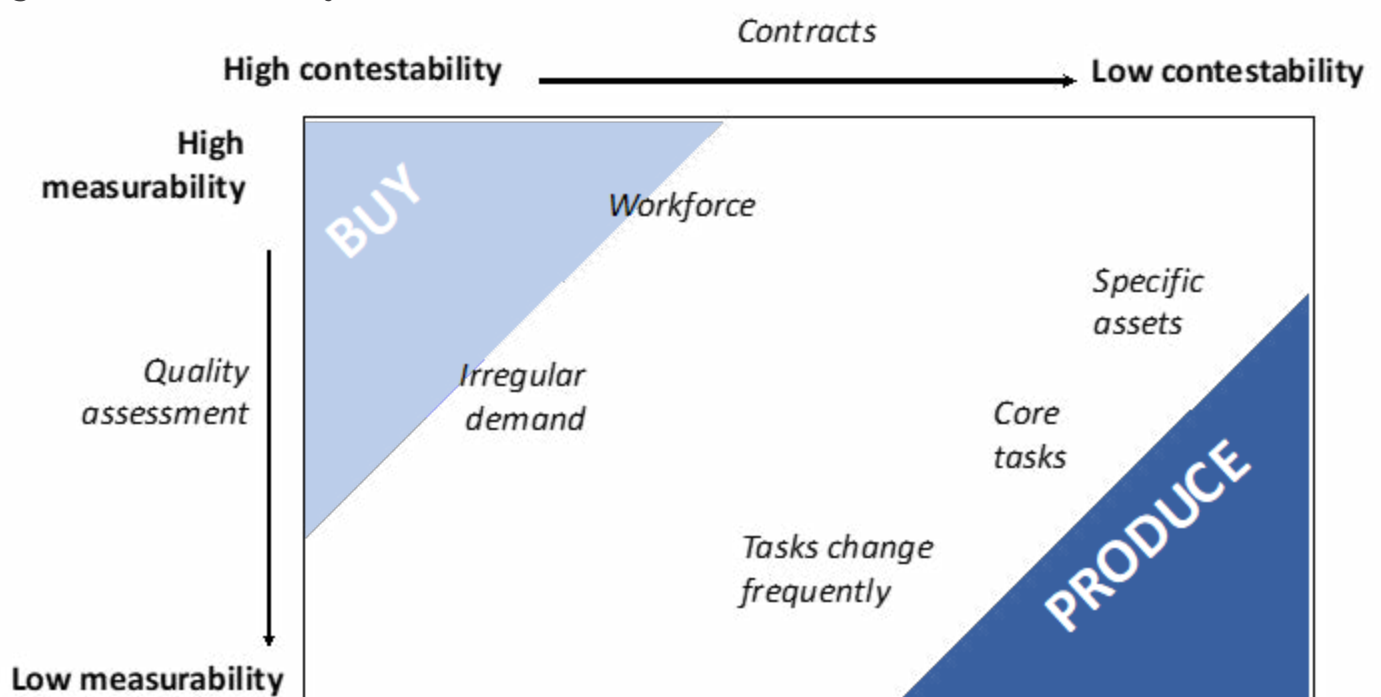 Contracts
High contestability
Low contestability
High
measurability
BUY
Workforce
Specific
assets
Quality
assessment
Irregular
demand
Core
tasks
PRODUCE
Tasks change
frequently
Low measurability